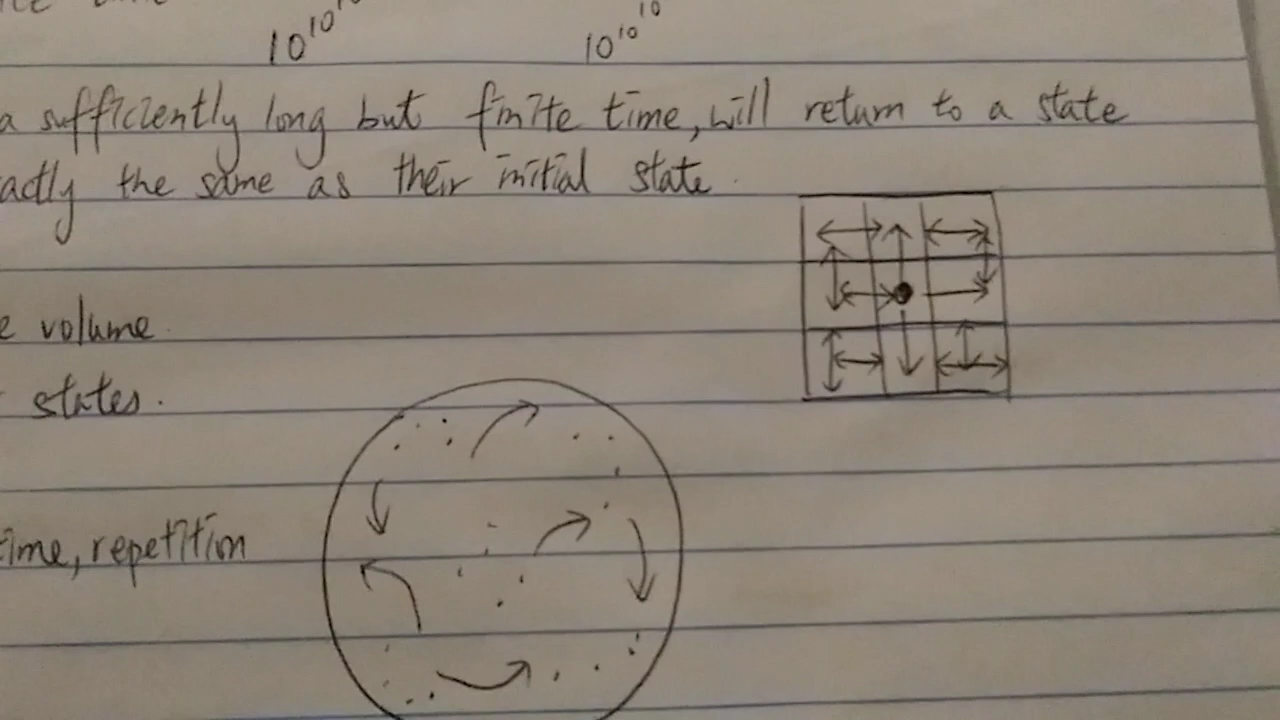 10^10^10 10^10^10
a sufficiently long but finite time, will return to a state
actly the same as their initial state.
e volume.
states.
time, repetition